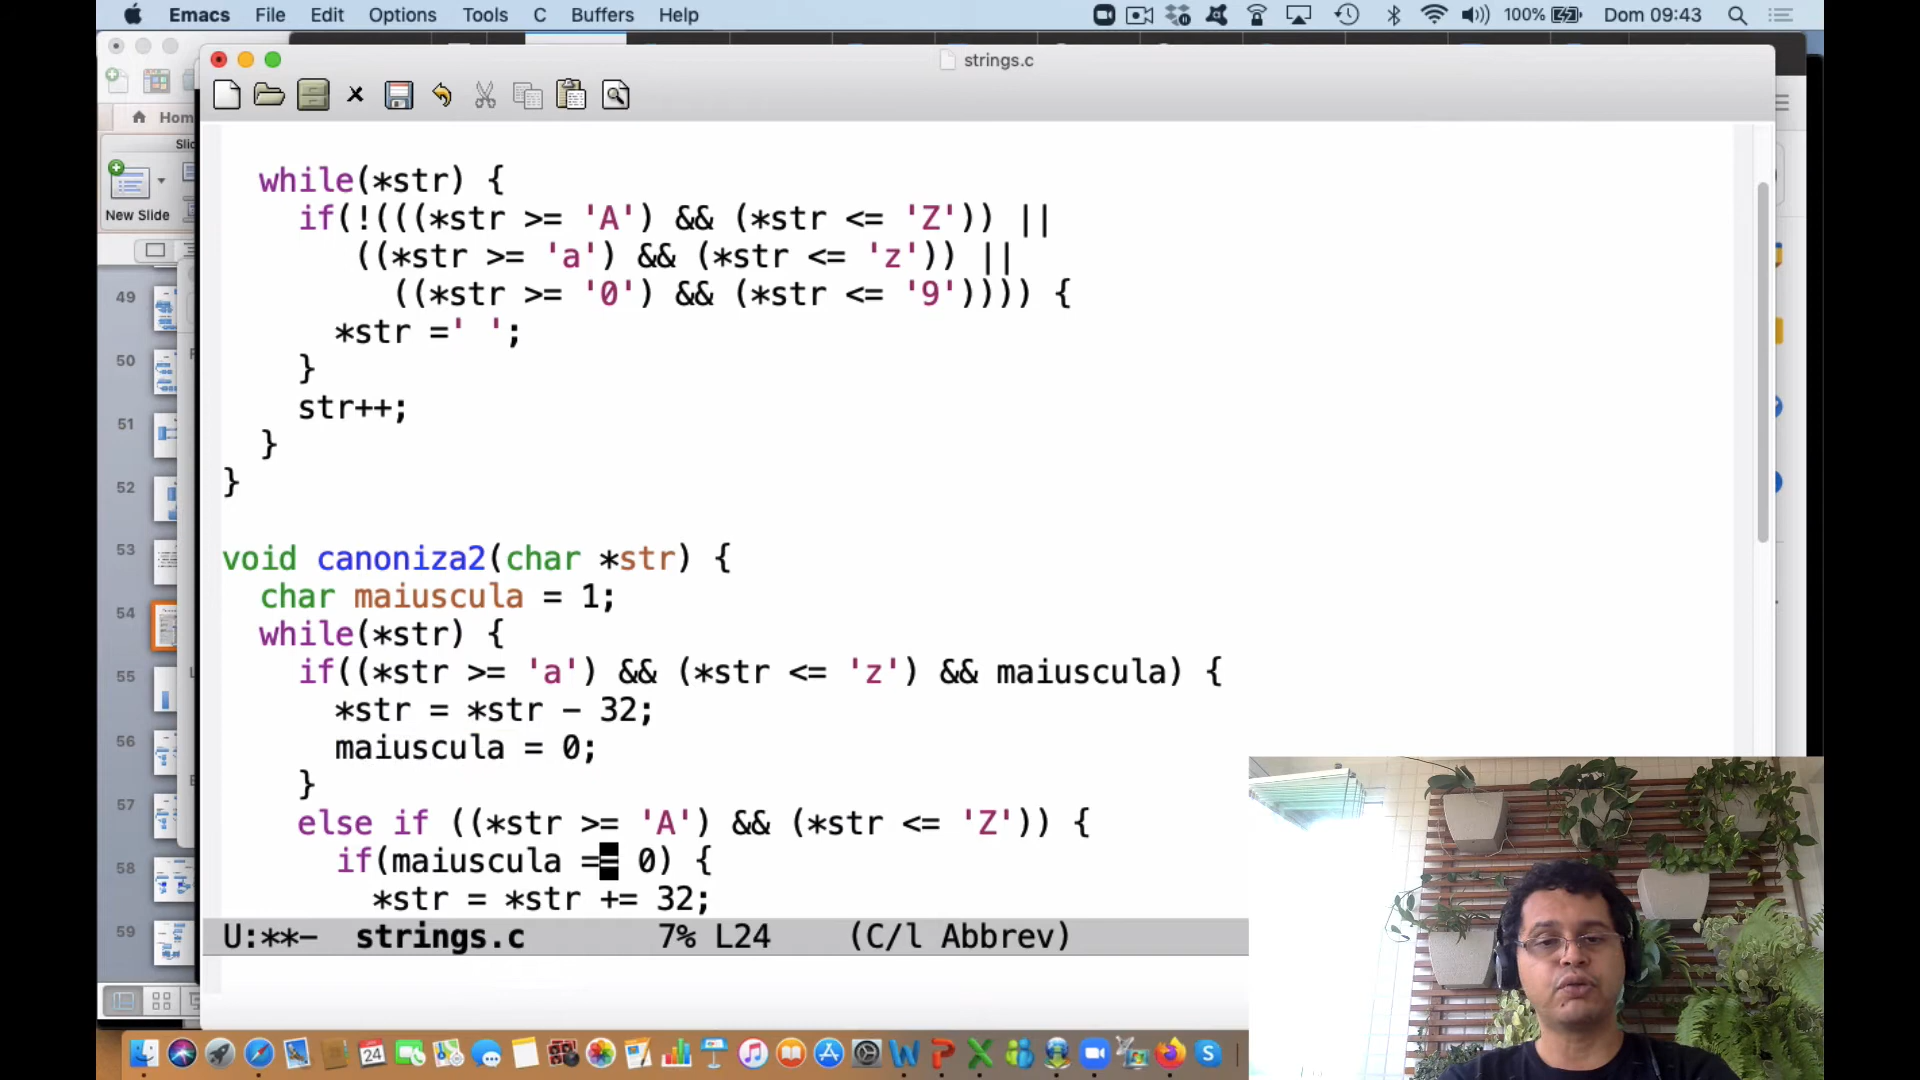 Emacs File Edit Options Tools C Buffers Help 100% Dom 09:43
strings.c
Hom
New Slide
while(*str) {
if(!(((*str >= 'A') && (*str <= 'Z')) ||
((*str >= 'a') && (*str <= 'z')) ||
((*str >= '0') && (*str <= '9')))) {
*str =' ';
}
str++;
}
}
void canoniza2(char *str) {
char maiuscula = 1;
while(*str) {
if((*str >= 'a') && (*str <= 'z') && maiuscula) {
*str = *str - 32;
maiuscula = 0;
}
else if ((*str >= 'A') && (*str <= 'Z')) {
if(maiuscula == 0) {
*str = *str += 32;
U:**- strings.c 7% L24 (C/l Abbrev)
49
50
51
52
53
54
55
56
57
58
59
24